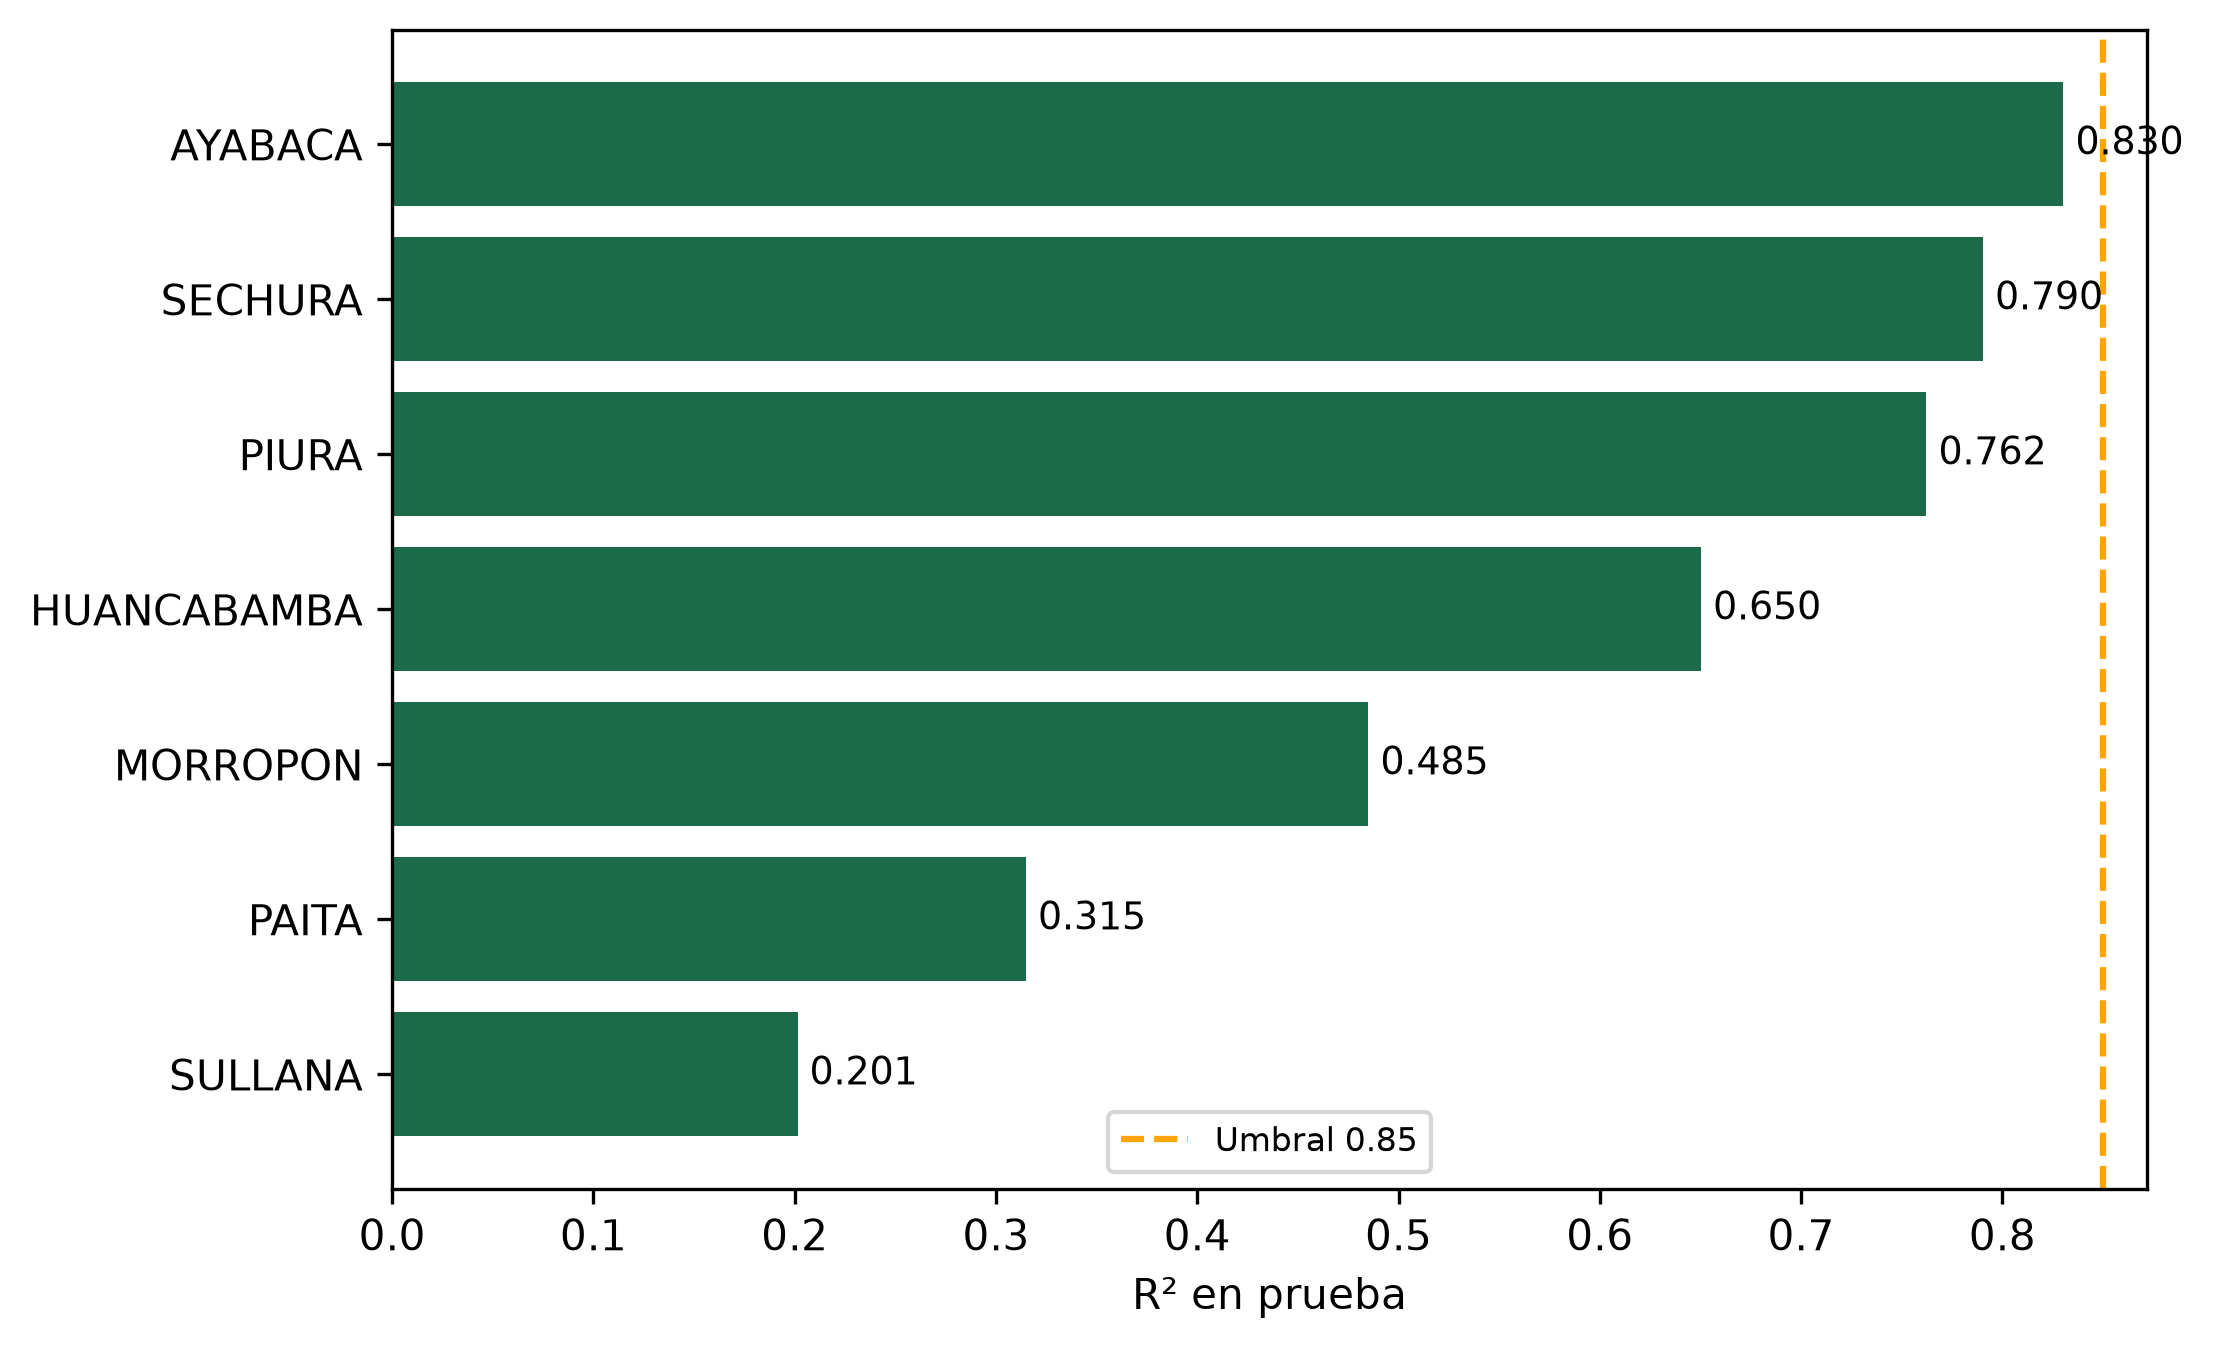 AYABACA 0.830
SECHURA 0.790
PIURA 0.762
HUANCABAMBA 0.650
MORROPON 0.485
PAITA 0.315
SULLANA 0.201
Umbral 0.85
0.0 0.1 0.2 0.3 0.4 0.5 0.6 0.7 0.8
R² en prueba